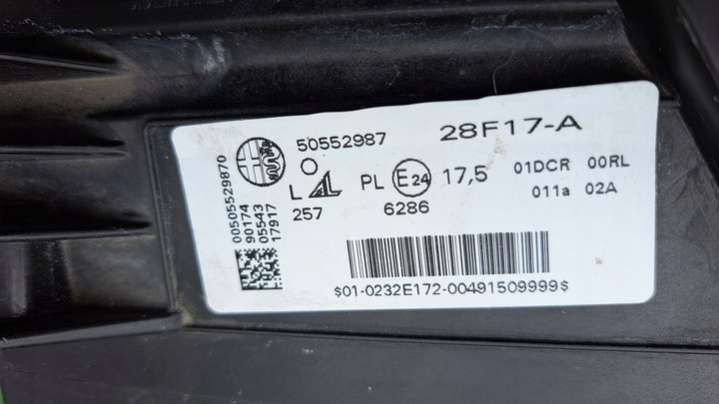 50552987 28F17-A
L AL PL E24 17,5 01DCR 00RL
011a 02A
257 6286
00505529870
90174
05543
17917
$01-0232E172-00491509999$